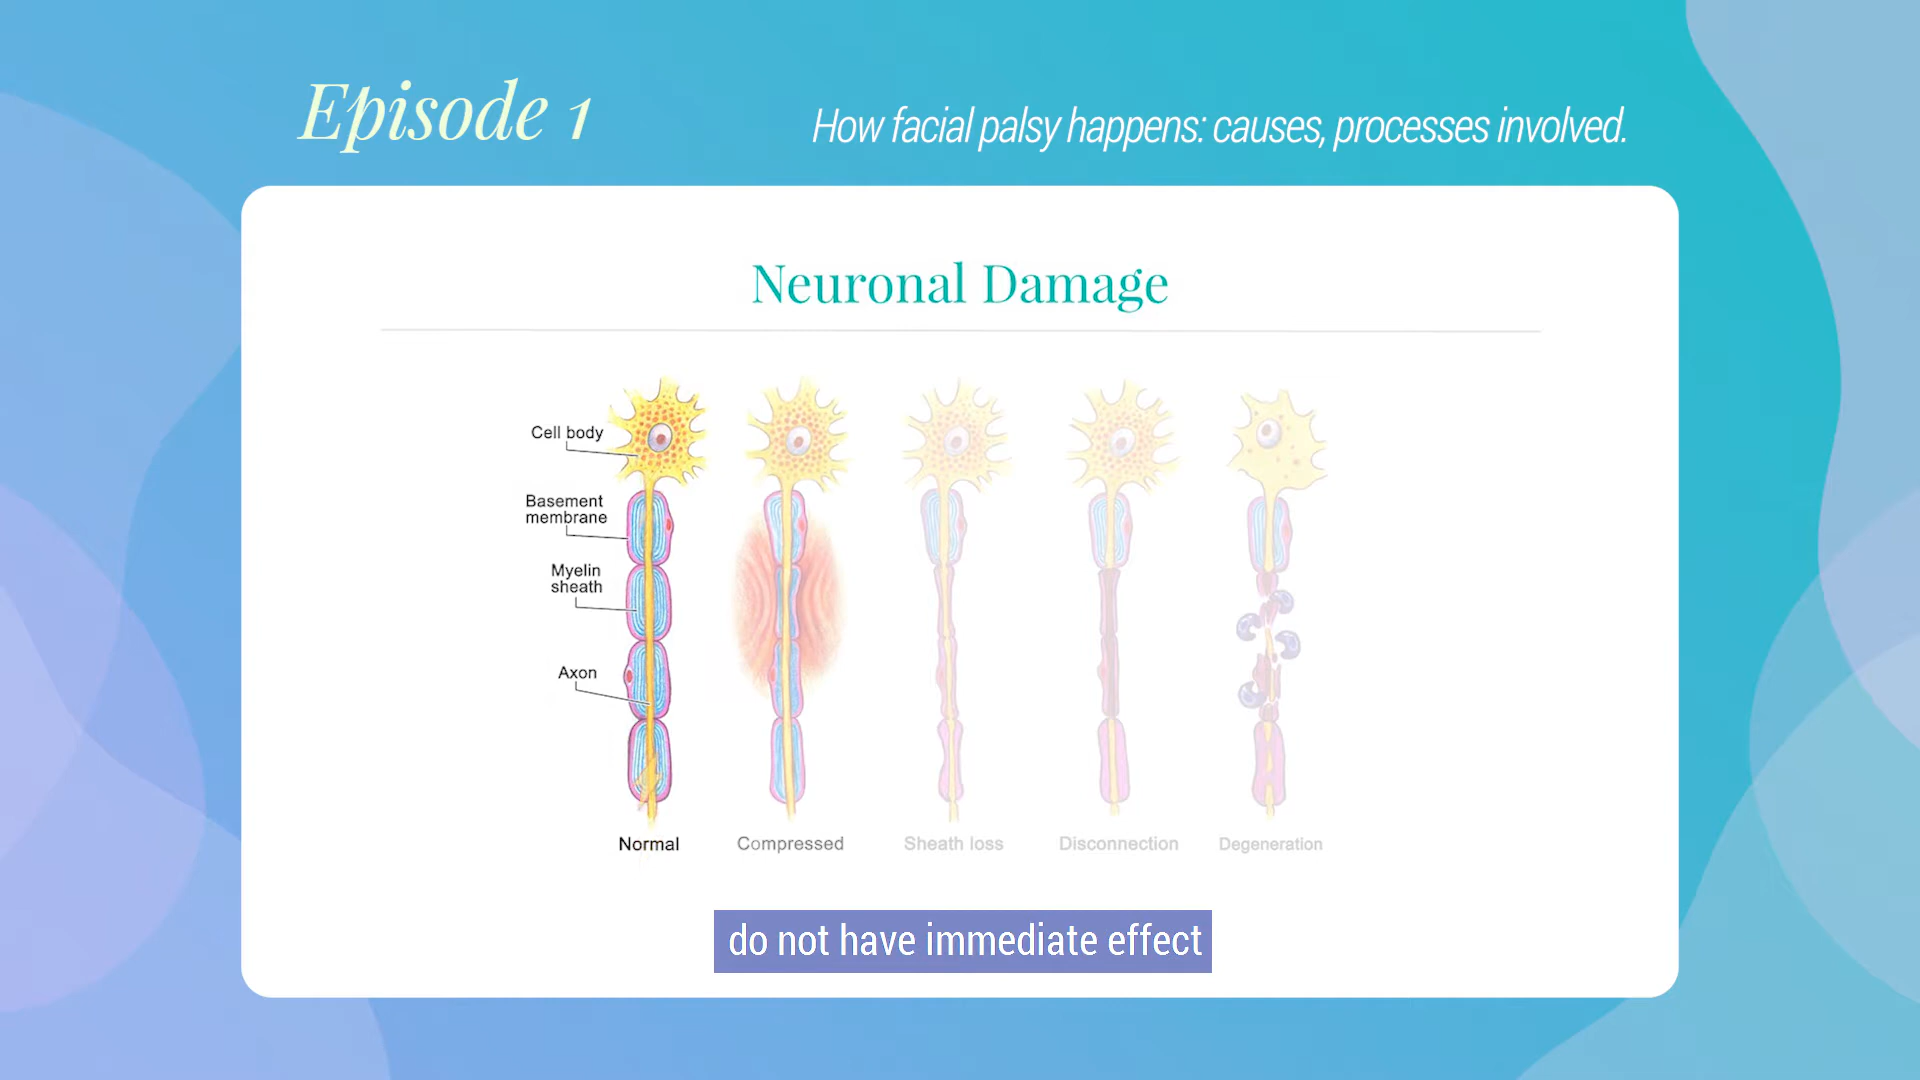 Episode 1
How facial palsy happens: causes, processes involved.
Neuronal Damage
Cell body
Basement
membrane
Myelin
sheath
Axon
Normal
Compressed
Sheath loss
Disconnection
Degeneration
do not have immediate effect